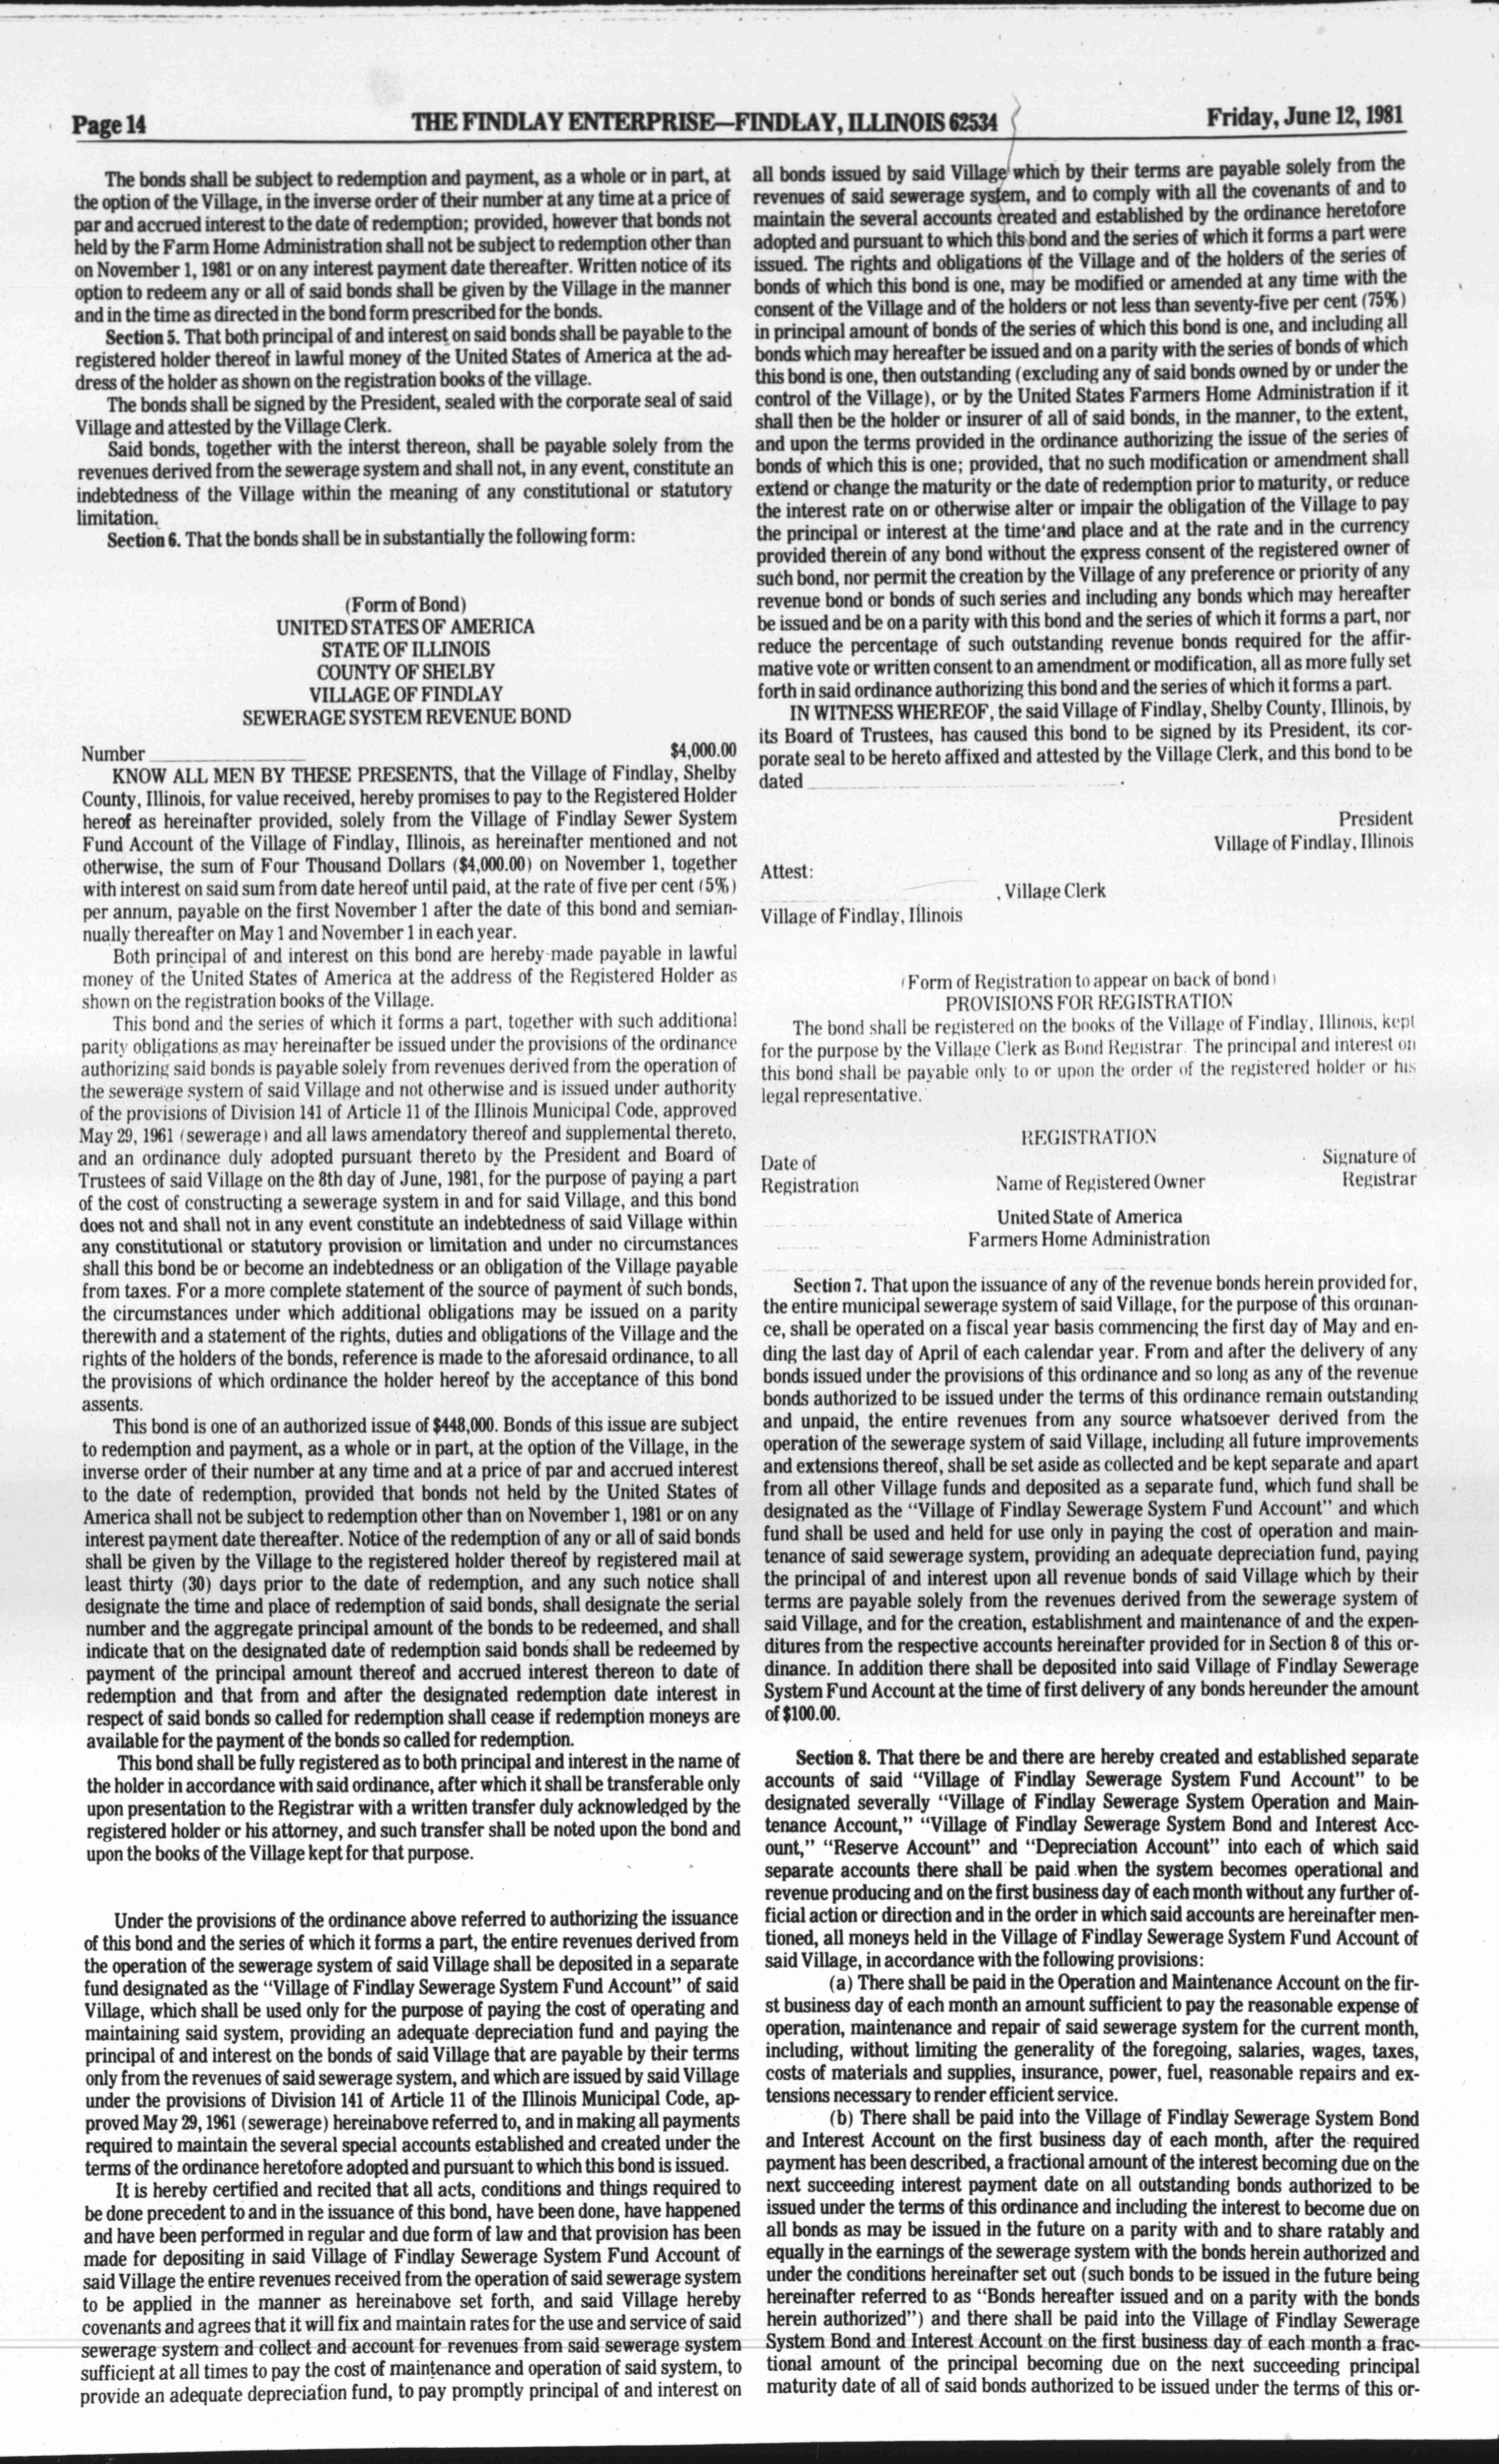 Page 14
THE FINDLAY ENTERPRISE—FINDLAY, ILLINOIS 62534
Friday, June 12, 1981
The bonds shall be subject to redemption and payment, as a whole or in part, at
the option of the Village, in the inverse order of their number at any time at a price of
par and accrued interest to the date of redemption; provided, however that bonds not
held by the Farm Home Administration shall not be subject to redemption other than
on November 1, 1981 or on any interest payment date thereafter. Written notice of its
option to redeem any or all of said bonds shall be given by the Village in the manner
and in the time as directed in the bond form prescribed for the bonds.
Section 5. That both principal of and interest on said bonds shall be payable to the
registered holder thereof in lawful money of the United States of America at the ad-
dress of the holder as shown on the registration books of the village.
The bonds shall be signed by the President, sealed with the corporate seal of said
Village and attested by the Village Clerk.
Said bonds, together with the interst thereon, shall be payable solely from the
revenues derived from the sewerage system and shall not, in any event, constitute an
indebtedness of the Village within the meaning of any constitutional or statutory
limitation.
Section 6. That the bonds shall be in substantially the following form:
(Form of Bond)
UNITED STATES OF AMERICA
STATE OF ILLINOIS
COUNTY OF SHELBY
VILLAGE OF FINDLAY
SEWERAGE SYSTEM REVENUE BOND
Number $4,000.00
KNOW ALL MEN BY THESE PRESENTS, that the Village of Findlay, Shelby
County, Illinois, for value received, hereby promises to pay to the Registered Holder
hereof as hereinafter provided, solely from the Village of Findlay Sewer System
Fund Account of the Village of Findlay, Illinois, as hereinafter mentioned and not
otherwise, the sum of Four Thousand Dollars ($4,000.00) on November 1, together
with interest on said sum from date hereof until paid, at the rate of five per cent (5%)
per annum, payable on the first November 1 after the date of this bond and semian-
nually thereafter on May 1 and November 1 in each year.
Both principal of and interest on this bond are hereby made payable in lawful
money of the United States of America at the address of the Registered Holder as
shown on the registration books of the Village.
This bond and the series of which it forms a part, together with such additional
parity obligations as may hereinafter be issued under the provisions of the ordinance
authorizing said bonds is payable solely from revenues derived from the operation of
the sewerage system of said Village and not otherwise and is issued under authority
of the provisions of Division 141 of Article 11 of the Illinois Municipal Code, approved
May 29, 1961 (sewerage) and all laws amendatory thereof and supplemental thereto,
and an ordinance duly adopted pursuant thereto by the President and Board of
Trustees of said Village on the 8th day of June, 1981, for the purpose of paying a part
of the cost of constructing a sewerage system in and for said Village, and this bond
does not and shall not in any event constitute an indebtedness of said Village within
any constitutional or statutory provision or limitation and under no circumstances
shall this bond be or become an indebtedness or an obligation of the Village payable
from taxes. For a more complete statement of the source of payment of such bonds,
the circumstances under which additional obligations may be issued on a parity
therewith and a statement of the rights, duties and obligations of the Village and the
rights of the holders of the bonds, reference is made to the aforesaid ordinance, to all
the provisions of which ordinance the holder hereof by the acceptance of this bond
assents.
This bond is one of an authorized issue of $448,000. Bonds of this issue are subject
to redemption and payment, as a whole or in part, at the option of the Village, in the
inverse order of their number at any time and at a price of par and accrued interest
to the date of redemption, provided that bonds not held by the United States of
America shall not be subject to redemption other than on November 1, 1981 or on any
interest payment date thereafter. Notice of the redemption of any or all of said bonds
shall be given by the Village to the registered holder thereof by registered mail at
least thirty (30) days prior to the date of redemption, and any such notice shall
designate the time and place of redemption of said bonds, shall designate the serial
number and the aggregate principal amount of the bonds to be redeemed, and shall
indicate that on the designated date of redemption said bonds shall be redeemed by
payment of the principal amount thereof and accrued interest thereon to date of
redemption and that from and after the designated redemption date interest in
respect of said bonds so called for redemption shall cease if redemption moneys are
available for the payment of the bonds so called for redemption.
This bond shall be fully registered as to both principal and interest in the name of
the holder in accordance with said ordinance, after which it shall be transferable only
upon presentation to the Registrar with a written transfer duly acknowledged by the
registered holder or his attorney, and such transfer shall be noted upon the bond and
upon the books of the Village kept for that purpose.
Under the provisions of the ordinance above referred to authorizing the issuance
of this bond and the series of which it forms a part, the entire revenues derived from
the operation of the sewerage system of said Village shall be deposited in a separate
fund designated as the "Village of Findlay Sewerage System Fund Account" of said
Village, which shall be used only for the purpose of paying the cost of operating and
maintaining said system, providing an adequate depreciation fund and paying the
principal of and interest on the bonds of said Village that are payable by their terms
only from the revenues of said sewerage system, and which are issued by said Village
under the provisions of Division 141 of Article 11 of the Illinois Municipal Code, ap-
proved May 29, 1961 (sewerage) hereinabove referred to, and in making all payments
required to maintain the several special accounts established and created under the
terms of the ordinance heretofore adopted and pursuant to which this bond is issued.
It is hereby certified and recited that all acts, conditions and things required to
be done precedent to and in the issuance of this bond, have been done, have happened
and have been performed in regular and due form of law and that provision has been
made for depositing in said Village of Findlay Sewerage System Fund Account of
said Village the entire revenues received from the operation of said sewerage system
to be applied in the manner as hereinabove set forth, and said Village hereby
covenants and agrees that it will fix and maintain rates for the use and service of said
sewerage system and collect and account for revenues from said sewerage system
sufficient at all times to pay the cost of maintenance and operation of said system, to
provide an adequate depreciation fund, to pay promptly principal of and interest on
all bonds issued by said Village which by their terms are payable solely from the
revenues of said sewerage system, and to comply with all the covenants of and to
maintain the several accounts created and established by the ordinance heretofore
adopted and pursuant to which this bond and the series of which it forms a part were
issued. The rights and obligations of the Village and of the holders of the series of
bonds of which this bond is one, may be modified or amended at any time with the
consent of the Village and of the holders or not less than seventy-five per cent (75%)
in principal amount of bonds of the series of which this bond is one, and including all
bonds which may hereafter be issued and on a parity with the series of bonds of which
this bond is one, then outstanding (excluding any of said bonds owned by or under the
control of the Village), or by the United States Farmers Home Administration if it
shall then be the holder or insurer of all of said bonds, in the manner, to the extent,
and upon the terms provided in the ordinance authorizing the issue of the series of
bonds of which this is one; provided, that no such modification or amendment shall
extend or change the maturity or the date of redemption prior to maturity, or reduce
the interest rate on or otherwise alter or impair the obligation of the Village to pay
the principal or interest at the time and place and at the rate and in the currency
provided therein of any bond without the express consent of the registered owner of
such bond, nor permit the creation by the Village of any preference or priority of any
revenue bond or bonds of such series and including any bonds which may hereafter
be issued and be on a parity with this bond and the series of which it forms a part, nor
reduce the percentage of such outstanding revenue bonds required for the affir-
mative vote or written consent to an amendment or modification, all as more fully set
forth in said ordinance authorizing this bond and the series of which it forms a part.
IN WITNESS WHEREOF, the said Village of Findlay, Shelby County, Illinois, by
its Board of Trustees, has caused this bond to be signed by its President, its cor-
porate seal to be hereto affixed and attested by the Village Clerk, and this bond to be
dated .
President
Village of Findlay, Illinois
Attest:
, Village Clerk
Village of Findlay, Illinois
(Form of Registration to appear on back of bond)
PROVISIONS FOR REGISTRATION
The bond shall be registered on the books of the Village of Findlay, Illinois, kept
for the purpose by the Village Clerk as Bond Registrar. The principal and interest on
this bond shall be payable only to or upon the order of the registered holder or his
legal representative.
REGISTRATION
Date of
Registration
Name of Registered Owner
Signature of
Registrar
United State of America
Farmers Home Administration
Section 7. That upon the issuance of any of the revenue bonds herein provided for,
the entire municipal sewerage system of said Village, for the purpose of this ordinan-
ce, shall be operated on a fiscal year basis commencing the first day of May and en-
ding the last day of April of each calendar year. From and after the delivery of any
bonds issued under the provisions of this ordinance and so long as any of the revenue
bonds authorized to be issued under the terms of this ordinance remain outstanding
and unpaid, the entire revenues from any source whatsoever derived from the
operation of the sewerage system of said Village, including all future improvements
and extensions thereof, shall be set aside as collected and be kept separate and apart
from all other Village funds and deposited as a separate fund, which fund shall be
designated as the "Village of Findlay Sewerage System Fund Account" and which
fund shall be used and held for use only in paying the cost of operation and main-
tenance of said sewerage system, providing an adequate depreciation fund, paying
the principal of and interest upon all revenue bonds of said Village which by their
terms are payable solely from the revenues derived from the sewerage system of
said Village, and for the creation, establishment and maintenance of and the expen-
ditures from the respective accounts hereinafter provided for in Section 8 of this or-
dinance. In addition there shall be deposited into said Village of Findlay Sewerage
System Fund Account at the time of first delivery of any bonds hereunder the amount
of $100.00.
Section 8. That there be and there are hereby created and established separate
accounts of said "Village of Findlay Sewerage System Fund Account" to be
designated severally "Village of Findlay Sewerage System Operation and Main-
tenance Account," "Village of Findlay Sewerage System Bond and Interest Acc-
ount," "Reserve Account" and "Depreciation Account" into each of which said
separate accounts there shall be paid when the system becomes operational and
revenue producing and on the first business day of each month without any further of-
ficial action or direction and in the order in which said accounts are hereinafter men-
tioned, all moneys held in the Village of Findlay Sewerage System Fund Account of
said Village, in accordance with the following provisions:
(a) There shall be paid in the Operation and Maintenance Account on the fir-
st business day of each month an amount sufficient to pay the reasonable expense of
operation, maintenance and repair of said sewerage system for the current month,
including, without limiting the generality of the foregoing, salaries, wages, taxes,
costs of materials and supplies, insurance, power, fuel, reasonable repairs and ex-
tensions necessary to render efficient service.
(b) There shall be paid into the Village of Findlay Sewerage System Bond
and Interest Account on the first business day of each month, after the required
payment has been described, a fractional amount of the interest becoming due on the
next succeeding interest payment date on all outstanding bonds authorized to be
issued under the terms of this ordinance and including the interest to become due on
all bonds as may be issued in the future on a parity with and to share ratably and
equally in the earnings of the sewerage system with the bonds herein authorized and
under the conditions hereinafter set out (such bonds to be issued in the future being
hereinafter referred to as "Bonds hereafter issued and on a parity with the bonds
herein authorized") and there shall be paid into the Village of Findlay Sewerage
System Bond and Interest Account on the first business day of each month a frac-
tional amount of the principal becoming due on the next succeeding principal
maturity date of all of said bonds authorized to be issued under the terms of this or-